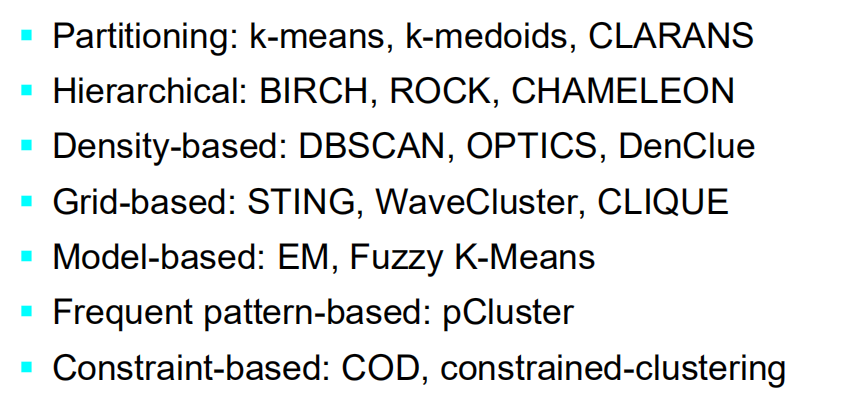 Partitioning: k-means, k-medoids, CLARANS
Hierarchical: BIRCH, ROCK, CHAMELEON
Density-based: DBSCAN, OPTICS, DenClue
Grid-based: STING, WaveCluster, CLIQUE
Model-based: EM, Fuzzy K-Means
Frequent pattern-based: pCluster
Constraint-based: COD, constrained-clustering